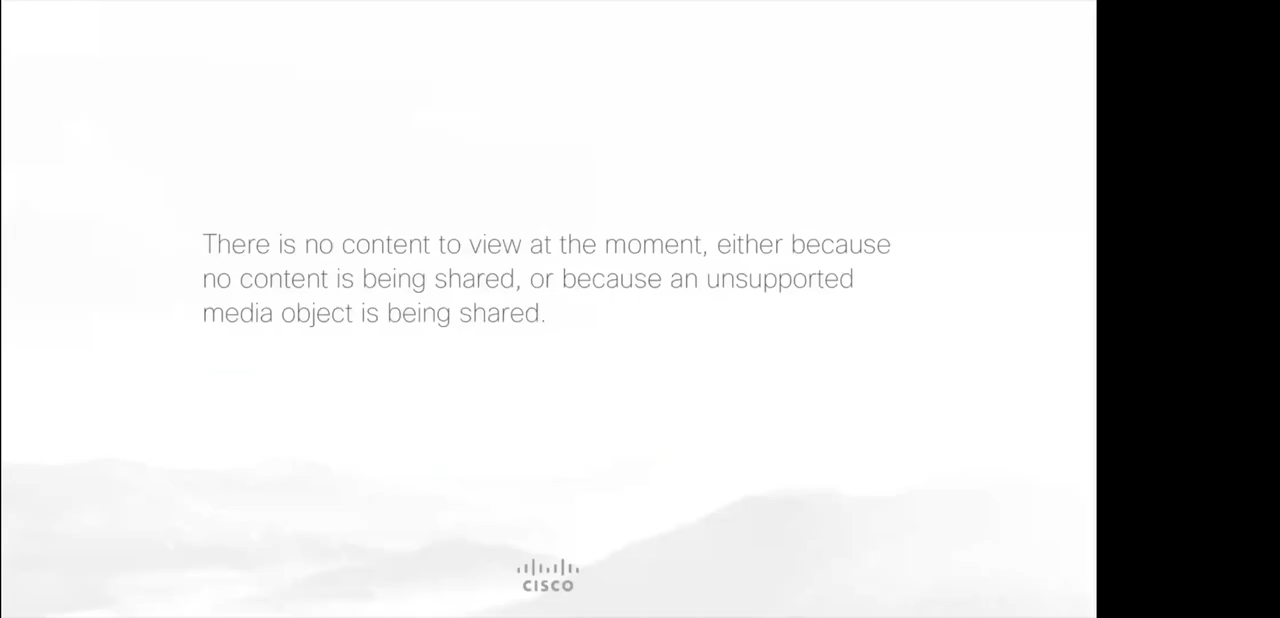 There is no content to view at the moment, either because
no content is being shared, or because an unsupported
media object is being shared.
CISCO